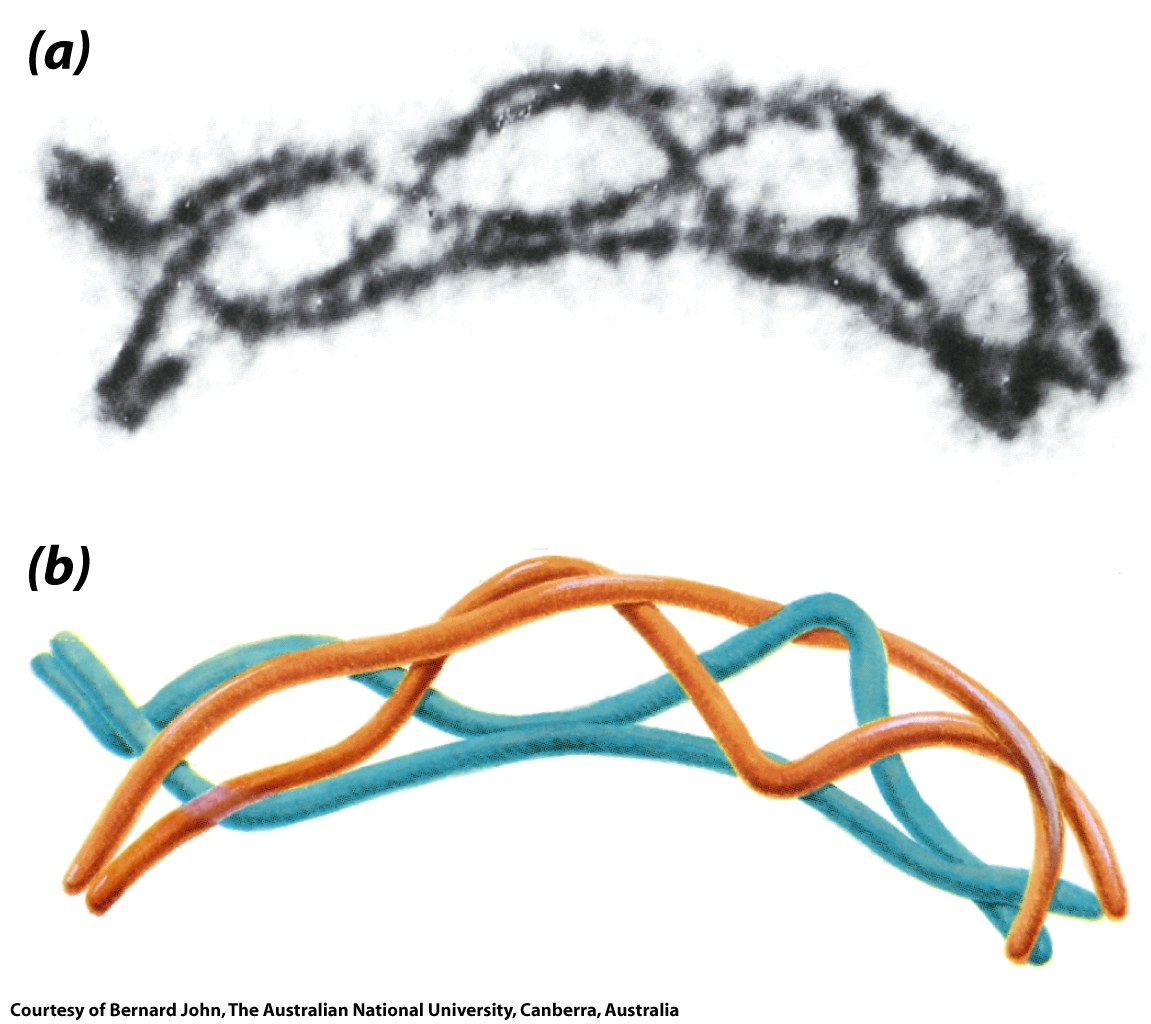 (a)
(b)
Courtesy of Bernard John, The Australian National University, Canberra, Australia